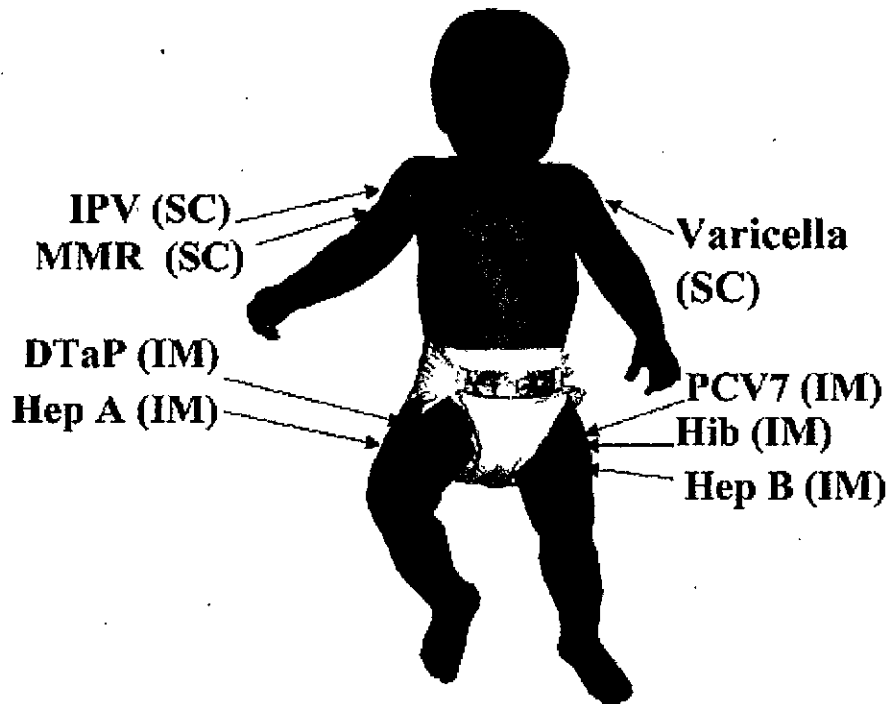 IPV (SC)
MMR (SC)
Varicella
(SC)
DTaP (IM)
Hep A (IM)
PCV7 (IM)
Hib (IM)
Hep B (IM)